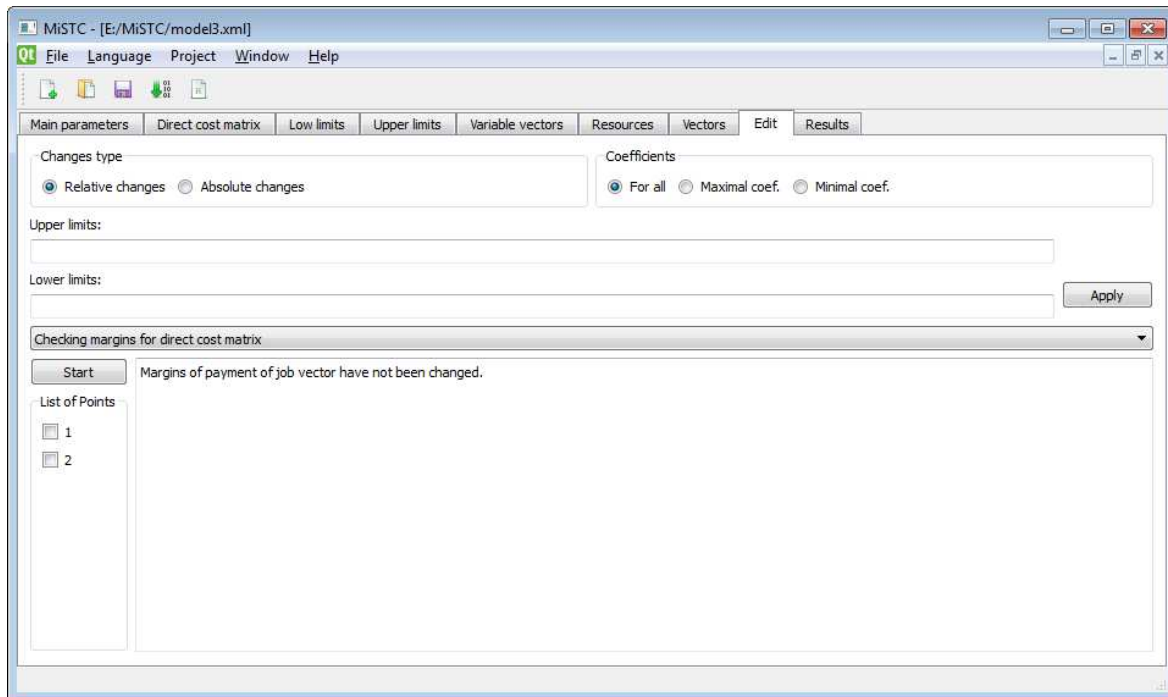 MiSTC - [E:/MiSTC/model3.xml]
Qt File Language Project Window Help
Main parameters Direct cost matrix Low limits Upper limits Variable vectors Resources Vectors Edit Results
Changes type Coefficients
Relative changes Absolute changes For all Maximal coef. Minimal coef.
Upper limits:
Lower limits:
Apply
Checking margins for direct cost matrix
Start Margins of payment of job vector have not been changed.
List of Points
1
2